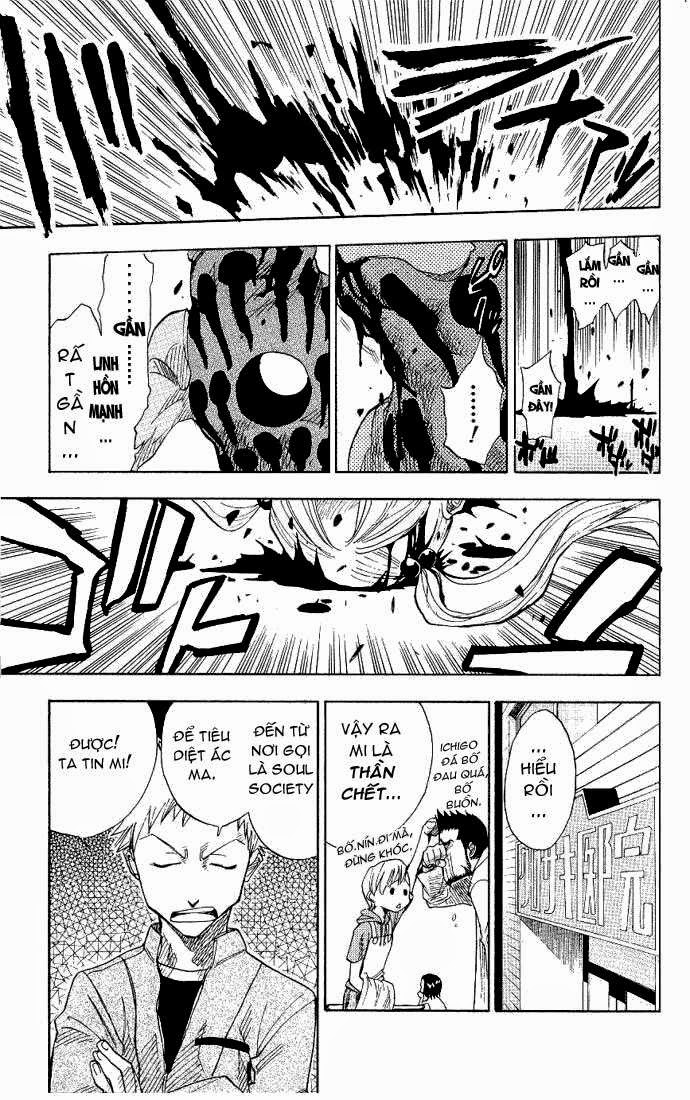 GẦN
...
GẦN
...
LẮM
RỒI
...
GẦN
ĐÂY!
......!
......
GẦN
LINH
HỒN
MẠNH
...
RẤ
T
GẦN
...
...
HIỂU
RỒI
...
ICHIGO
ĐÁ BỐ
ĐAU QUÁ,
BỐ
BUỒN.
BỐ.NÍN.ĐI MÀ,
ĐỪNG KHÓC.
VẬY RA
MI LÀ
THẦN
CHẾT...
ĐẾN TỪ
NƠI GỌI
LÀ SOUL
SOCIETY
ĐỂ TIÊU
DIỆT ÁC
MA.
ĐƯỢC!
TA TIN MI!